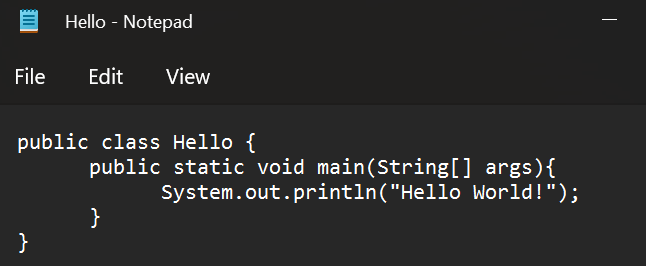 Hello - Notepad
File Edit View
public class Hello {
      public static void main(String[] args){
            System.out.println("Hello World!");
      }
}